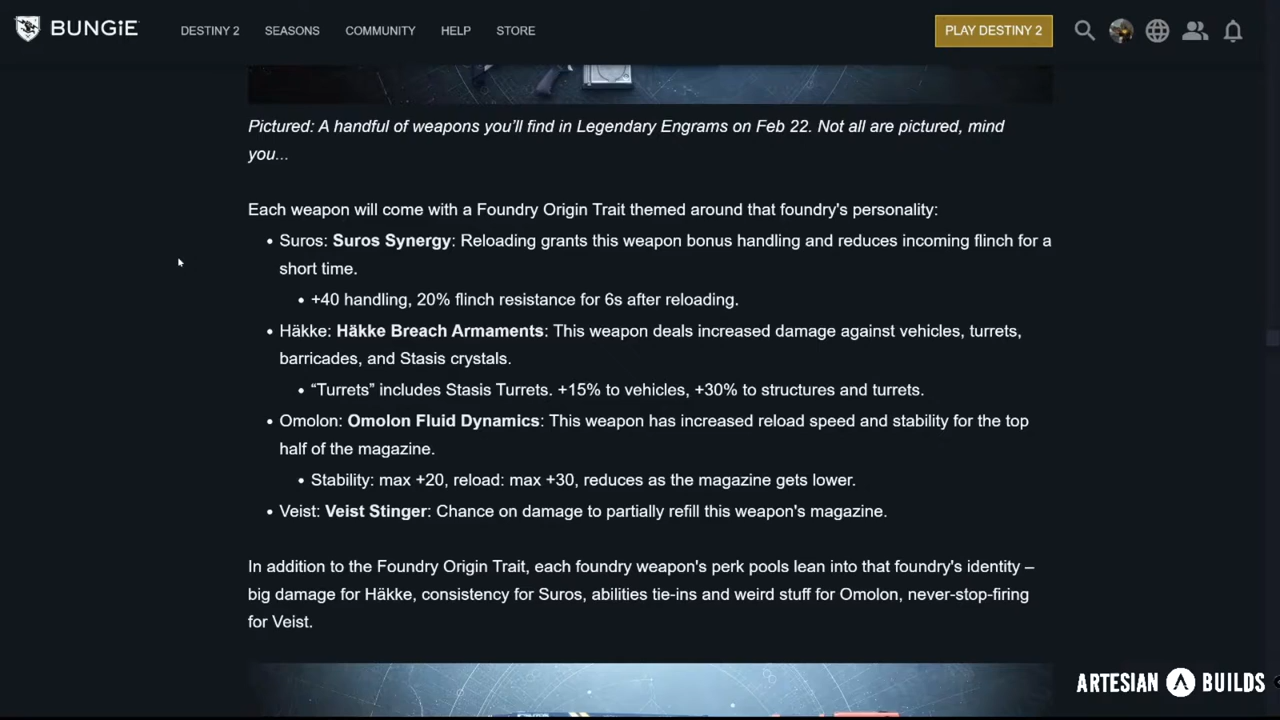 BUNGiE
DESTINY 2 SEASONS COMMUNITY HELP STORE PLAY DESTINY 2
Pictured: A handful of weapons you'll find in Legendary Engrams on Feb 22. Not all are pictured, mind
you...
Each weapon will come with a Foundry Origin Trait themed around that foundry's personality:
• Suros: Suros Synergy: Reloading grants this weapon bonus handling and reduces incoming flinch for a
short time.
• +40 handling, 20% flinch resistance for 6s after reloading.
• Häkke: Häkke Breach Armaments: This weapon deals increased damage against vehicles, turrets,
barricades, and Stasis crystals.
• “Turrets” includes Stasis Turrets. +15% to vehicles, +30% to structures and turrets.
• Omolon: Omolon Fluid Dynamics: This weapon has increased reload speed and stability for the top
half of the magazine.
• Stability: max +20, reload: max +30, reduces as the magazine gets lower.
• Veist: Veist Stinger: Chance on damage to partially refill this weapon's magazine.
In addition to the Foundry Origin Trait, each foundry weapon's perk pools lean into that foundry's identity –
big damage for Häkke, consistency for Suros, abilities tie-ins and weird stuff for Omolon, never-stop-firing
for Veist.
ARTESIAN BUILDS